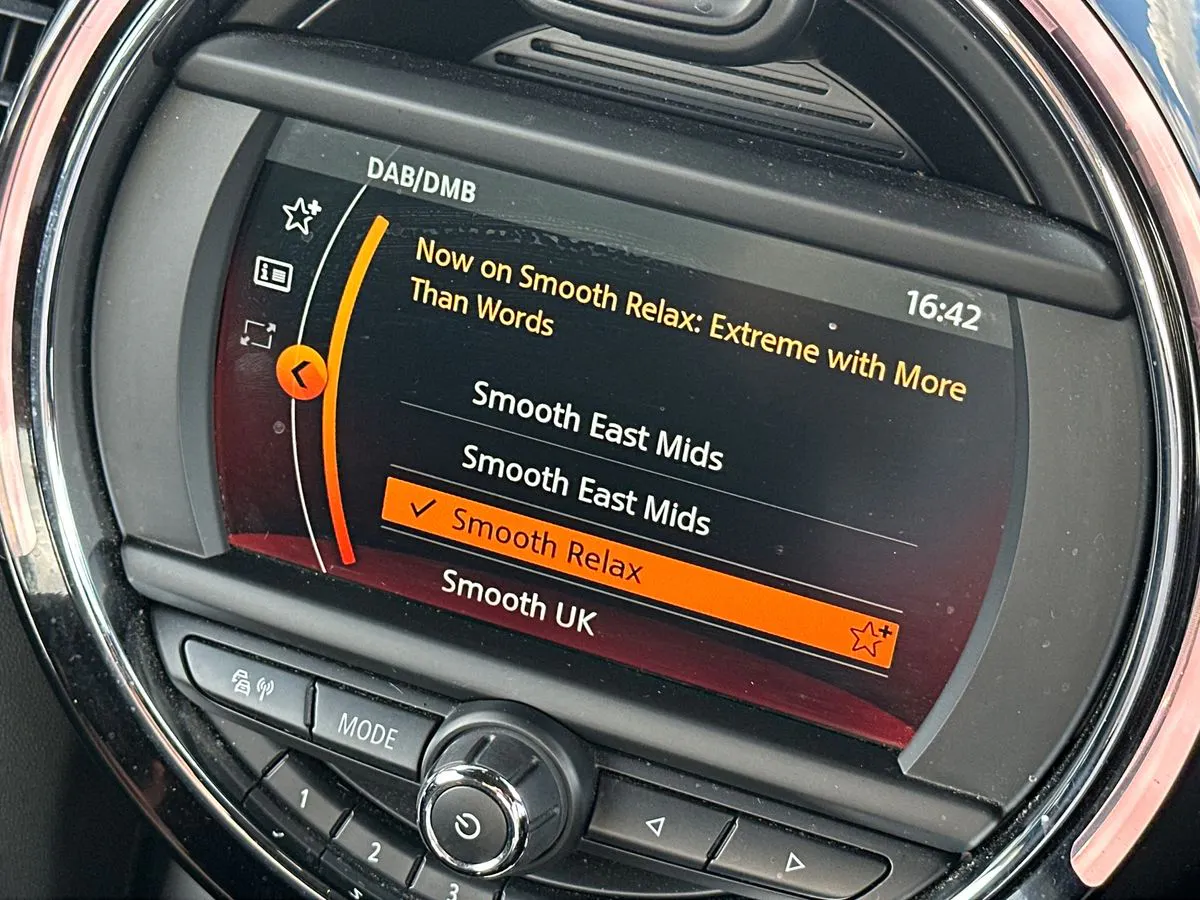 DAB/DMB
16:42
Now on Smooth Relax: Extreme with More
Than Words
Smooth East Mids
Smooth East Mids
Smooth Relax
Smooth UK
MODE
1
2
3